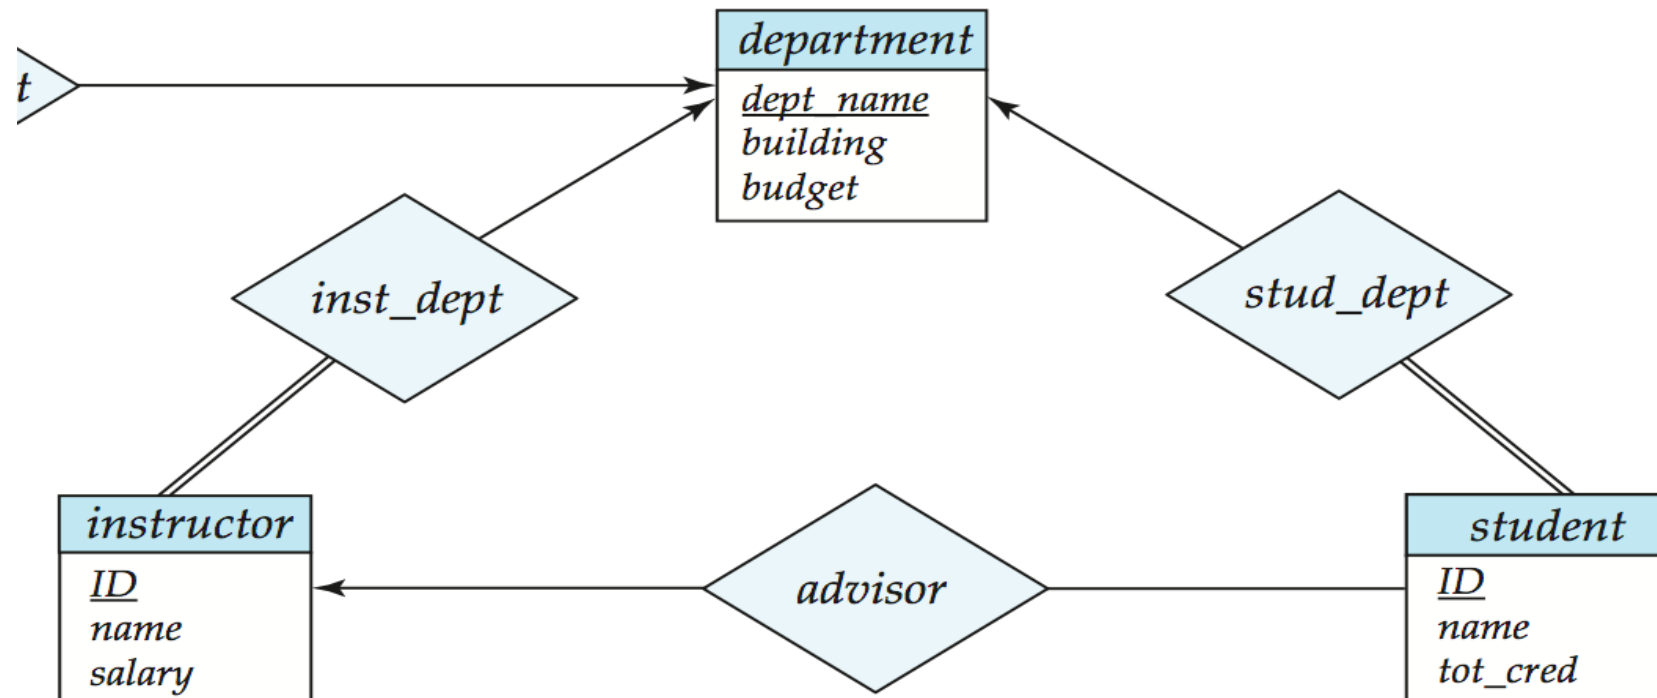 department
dept_name
building
budget
t
inst_dept
stud_dept
instructor
ID
name
salary
advisor
student
ID
name
tot_cred